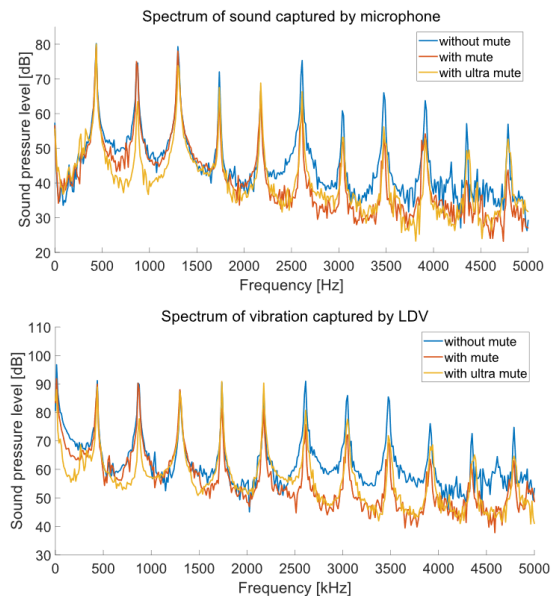 Spectrum of sound captured by microphone
Sound pressure level [dB]
80
70
60
50
40
30
20
without mute
with mute
with ultra mute
0 500 1000 1500 2000 2500 3000 3500 4000 4500 5000
Frequency [Hz]
Spectrum of vibration captured by LDV
Sound pressure level [dB]
110
100
90
80
70
60
50
40
30
without mute
with mute
with ultra mute
0 500 1000 1500 2000 2500 3000 3500 4000 4500 5000
Frequency [kHz]